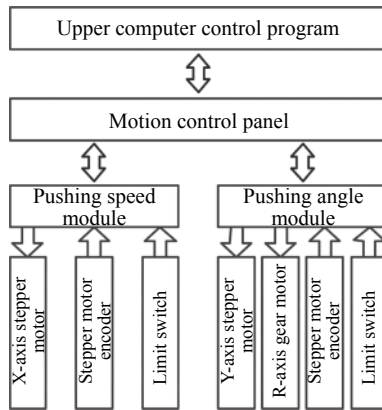 Upper computer control program
Motion control panel
Pushing speed
module
Pushing angle
module
X-axis stepper
motor
Stepper motor
encoder
Limit switch
Y-axis stepper
motor
R-axis gear motor
Stepper motor
encoder
Limit switch